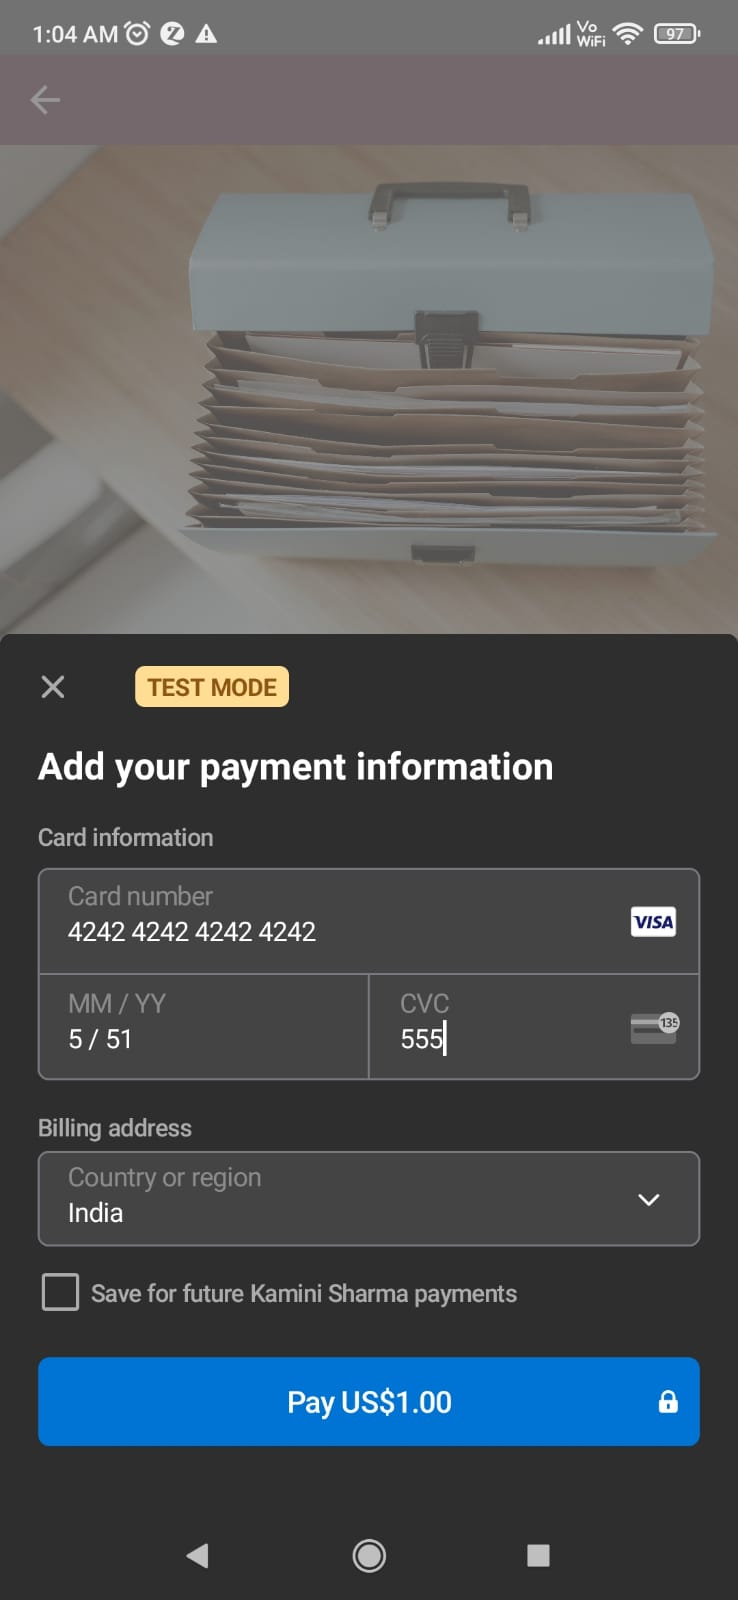 1:04 AM Vo WiFi 97
TEST MODE
Add your payment information
Card information
Card number
4242 4242 4242 4242 VISA
MM / YY CVC
5 / 51 555 135
Billing address
Country or region
India
Save for future Kamini Sharma payments
Pay US$1.00